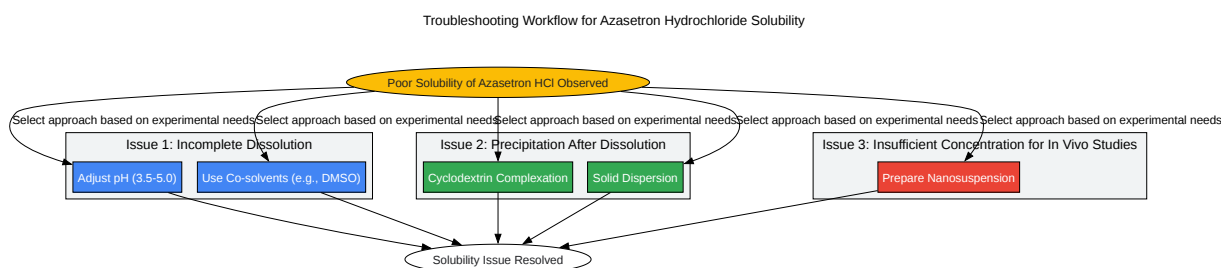 Troubleshooting Workflow for Azasetron Hydrochloride Solubility
Poor Solubility of Azasetron HCl Observed
Select approach based on experimental needs
Select approach based on experimental needs
Select approach based on experimental needs
Select approach based on experimental needs
Select approach based on experimental needs
Issue 1: Incomplete Dissolution
Issue 2: Precipitation After Dissolution
Issue 3: Insufficient Concentration for In Vivo Studies
Adjust pH (3.5-5.0)
Use Co-solvents (e.g., DMSO)
Cyclodextrin Complexation
Solid Dispersion
Prepare Nanosuspension
Solubility Issue Resolved